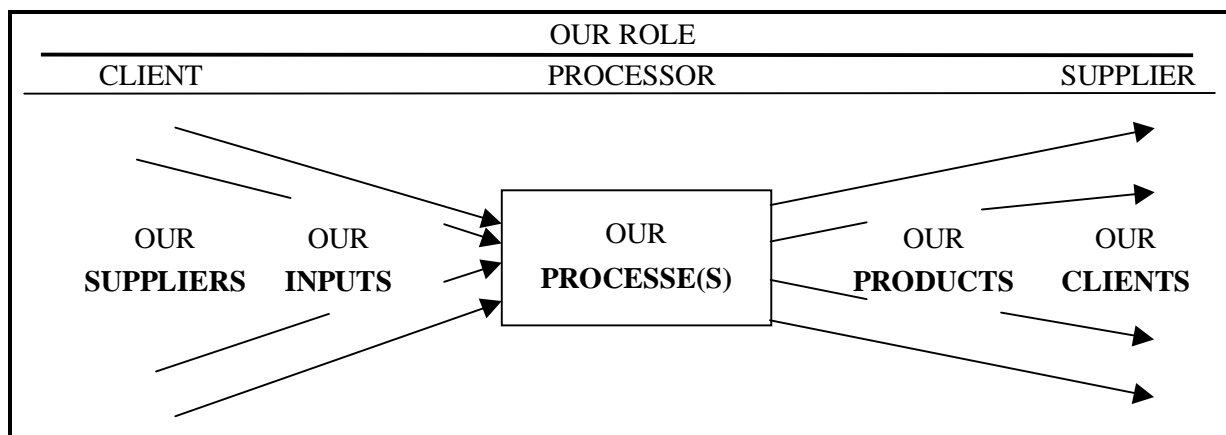 OUR ROLE
CLIENT PROCESSOR SUPPLIER
OUR OUR OUR OUR OUR
SUPPLIERS INPUTS PROCESSE(S) PRODUCTS CLIENTS